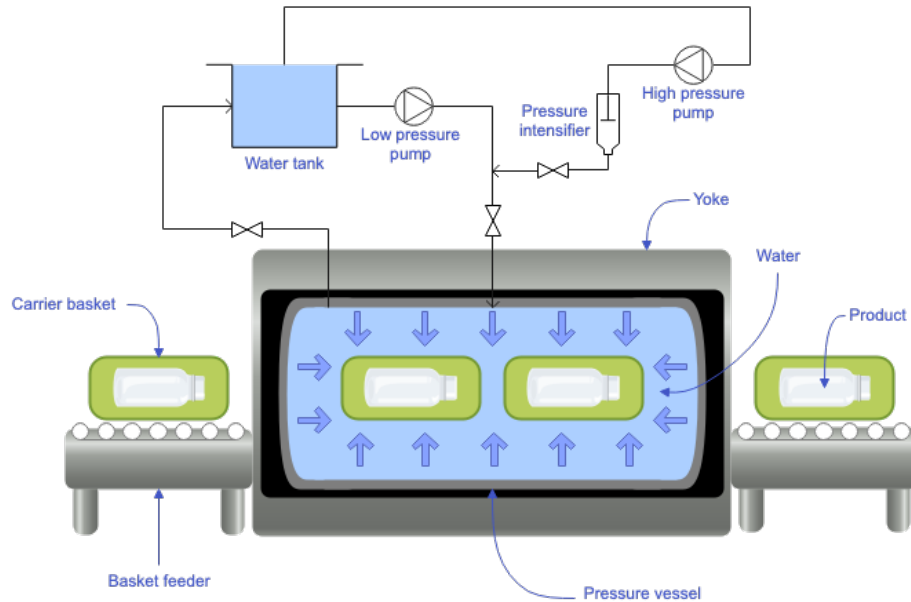 High pressure
pump
Pressure
intensifier
Low pressure
pump
Water tank
Yoke
Water
Carrier basket
Product
Basket feeder
Pressure vessel